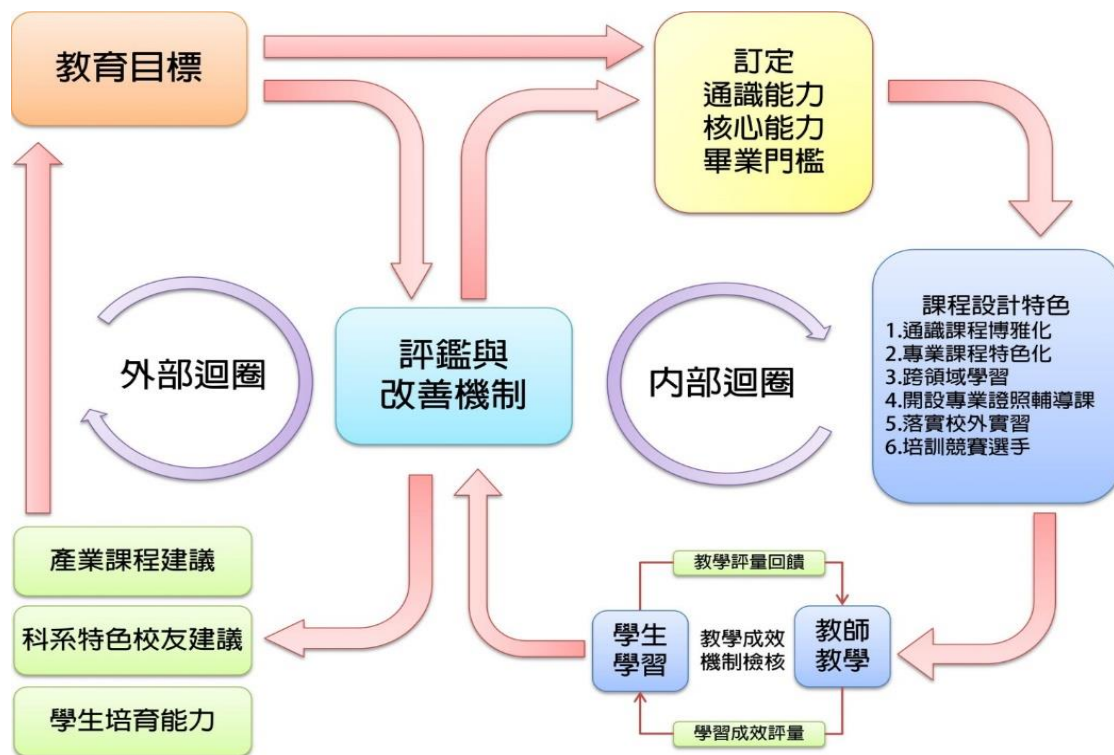 教育目標
訂定
通識能力
核心能力
畢業門檻
課程設計特色
1.通識課程博雅化
2.專業課程特色化
3.跨領域學習
4.開設專業證照輔導課
5.落實校外實習
6.培訓競賽選手
外部迴圈
評鑑與
改善機制
內部迴圈
產業課程建議
科系特色校友建議
學生培育能力
教學評量回饋
學生
學習
教學成效
機制檢核
教師
教學
學習成效評量